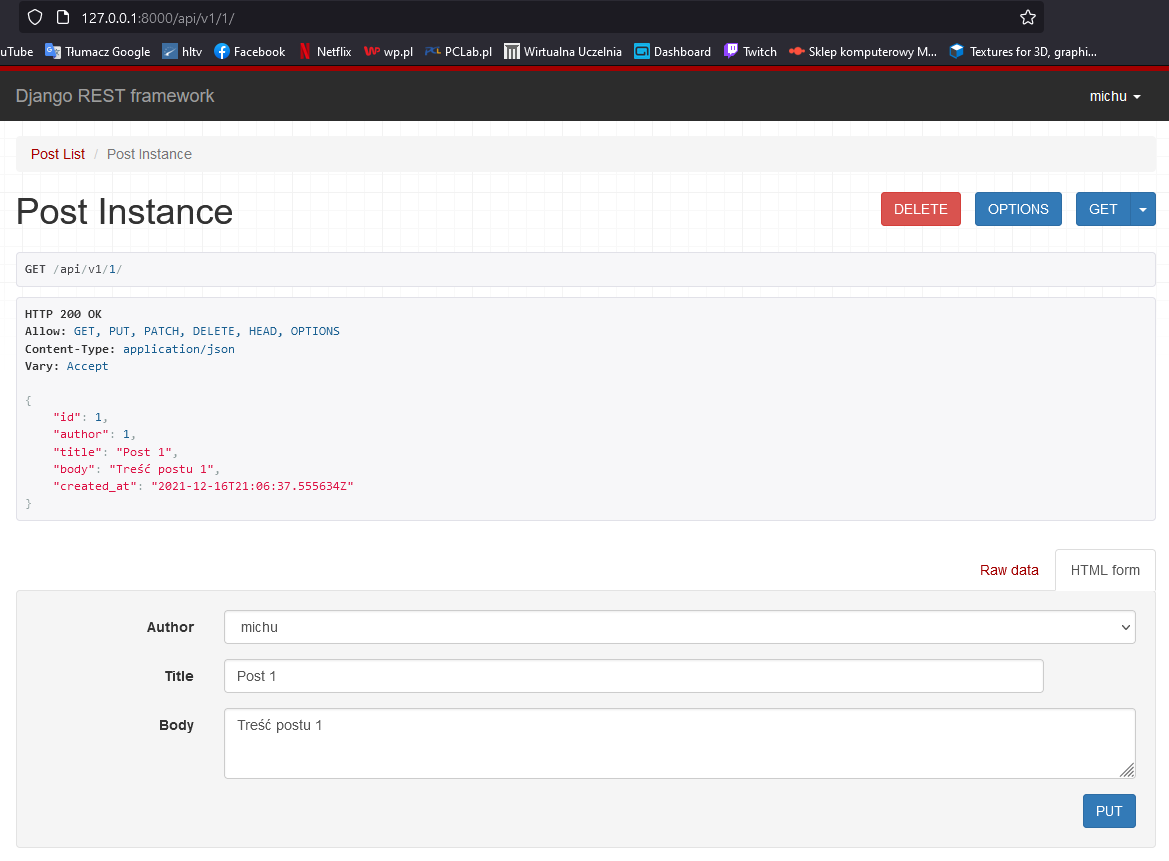 127.0.0.1:8000/api/v1/1/
uTube Tłumacz Google hltv Facebook Netflix wp.pl PCLab.pl Wirtualna Uczelnia Dashboard Twitch Sklep komputerowy M... Textures for 3D, graphi...
Django REST framework michu
Post List / Post Instance
Post Instance DELETE OPTIONS GET
GET /api/v1/1/
HTTP 200 OK
Allow: GET, PUT, PATCH, DELETE, HEAD, OPTIONS
Content-Type: application/json
Vary: Accept
{
"id": 1,
"author": 1,
"title": "Post 1",
"body": "Treść postu 1",
"created_at": "2021-12-16T21:06:37.555634Z"
}
Raw data HTML form
Author michu
Title Post 1
Body Treść postu 1
PUT